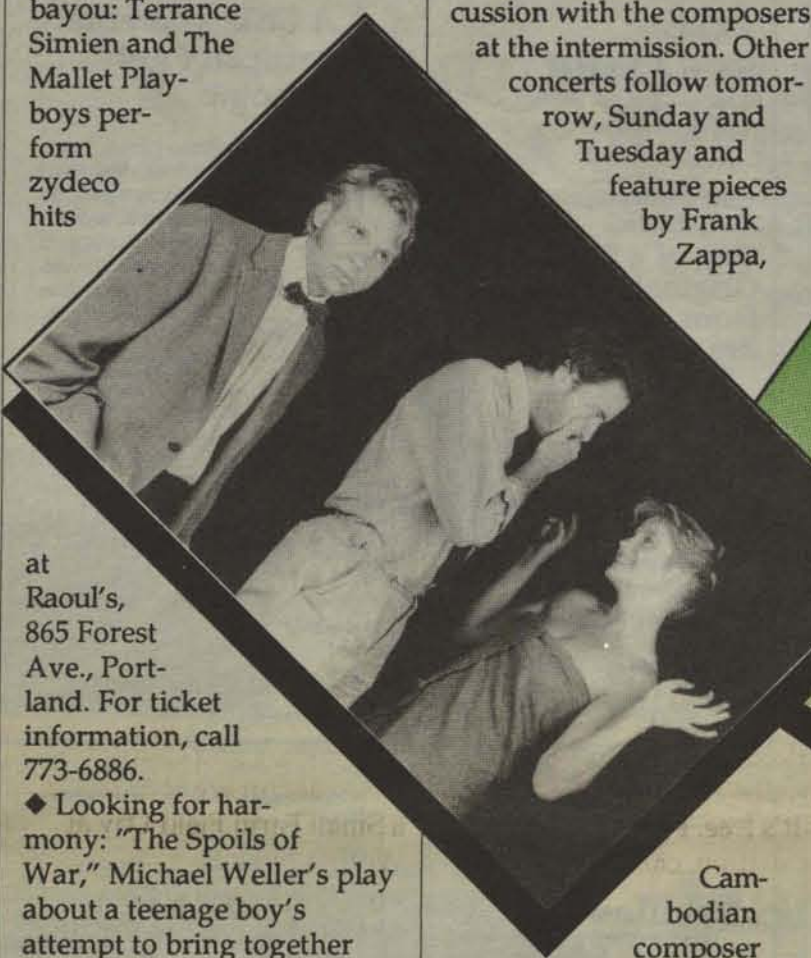 bayou: Terrance
Simien and The
Mallet Play-
boys per-
form
zydeco
hits
at
Raoul's,
865 Forest
Ave., Port-
land. For ticket
information, call
773-6886.
◆ Looking for har-
mony: "The Spoils of
War," Michael Weller's play
about a teenage boy's
attempt to bring together
cussion with the composers
at the intermission. Other
concerts follow tomor-
row, Sunday and
Tuesday and
feature pieces
by Frank
Zappa,
Cam-
bodian
composer